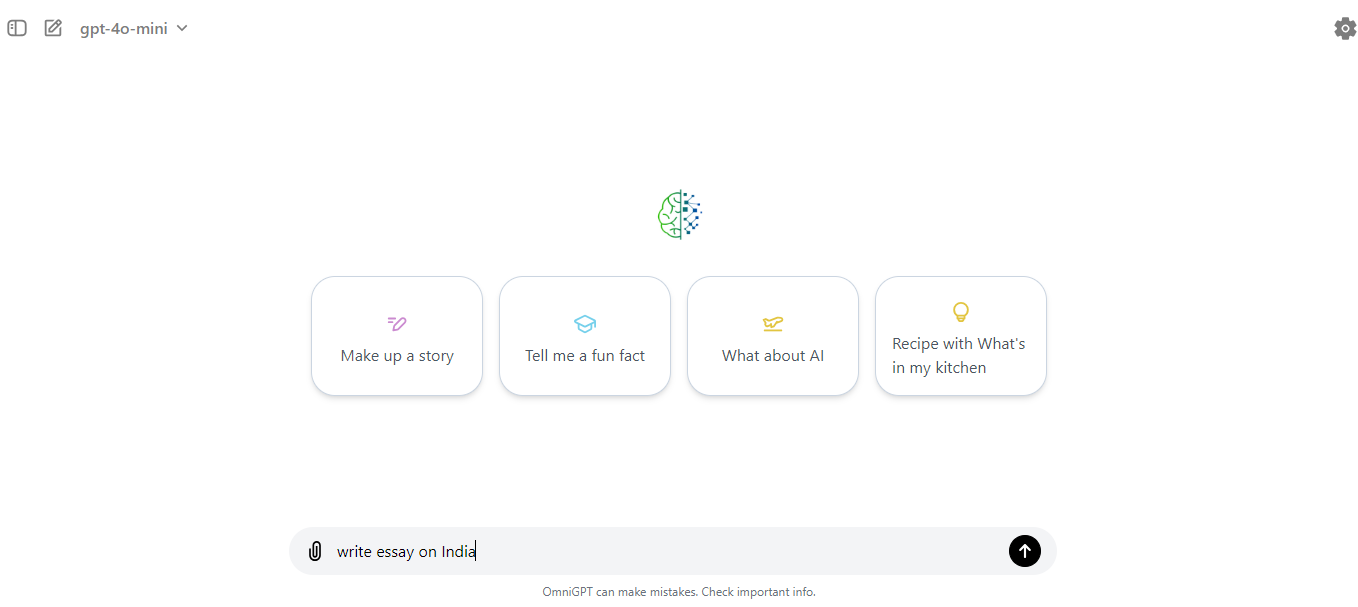 gpt-4o-mini
Make up a story
Tell me a fun fact
What about AI
Recipe with What's
in my kitchen
write essay on India
OmniGPT can make mistakes. Check important info.